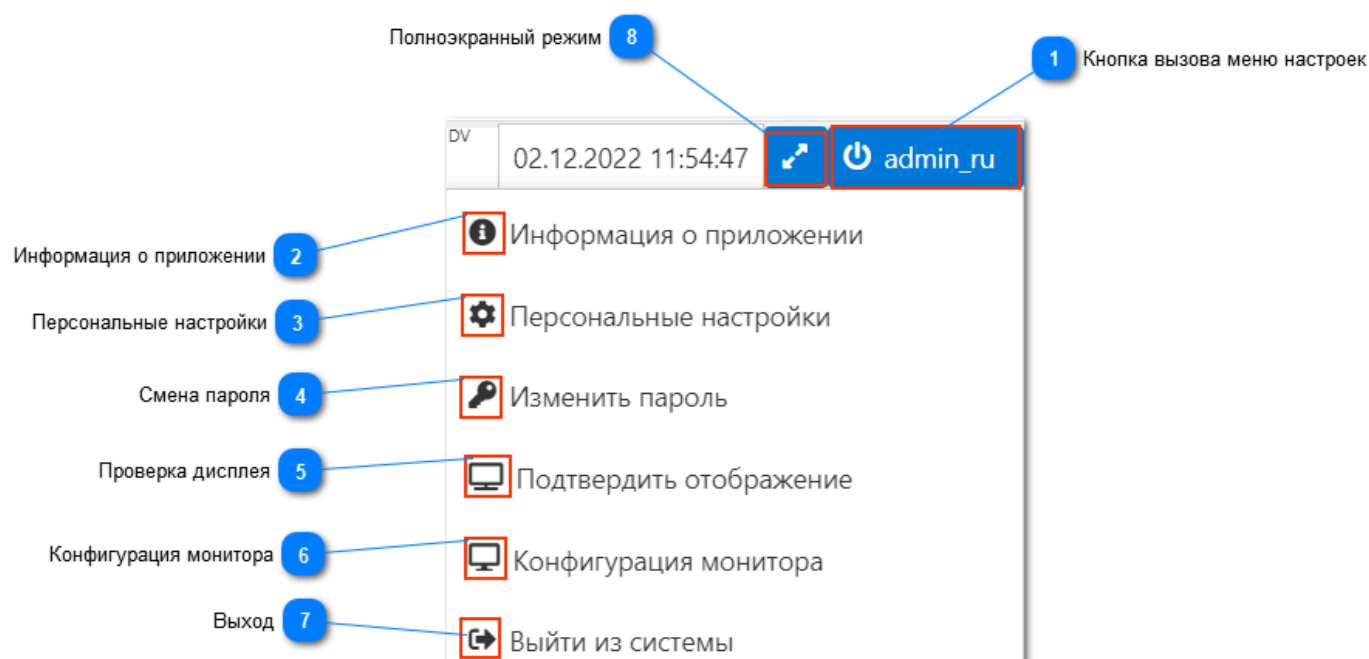 Полноэкранный режим 8
1 Кнопка вызова меню настроек
DV
02.12.2022 11:54:47
admin_ru
Информация о приложении 2
Информация о приложении
Персональные настройки 3
Персональные настройки
Смена пароля 4
Изменить пароль
Проверка дисплея 5
Подтвердить отображение
Конфигурация монитора 6
Конфигурация монитора
Выход 7
Выйти из системы